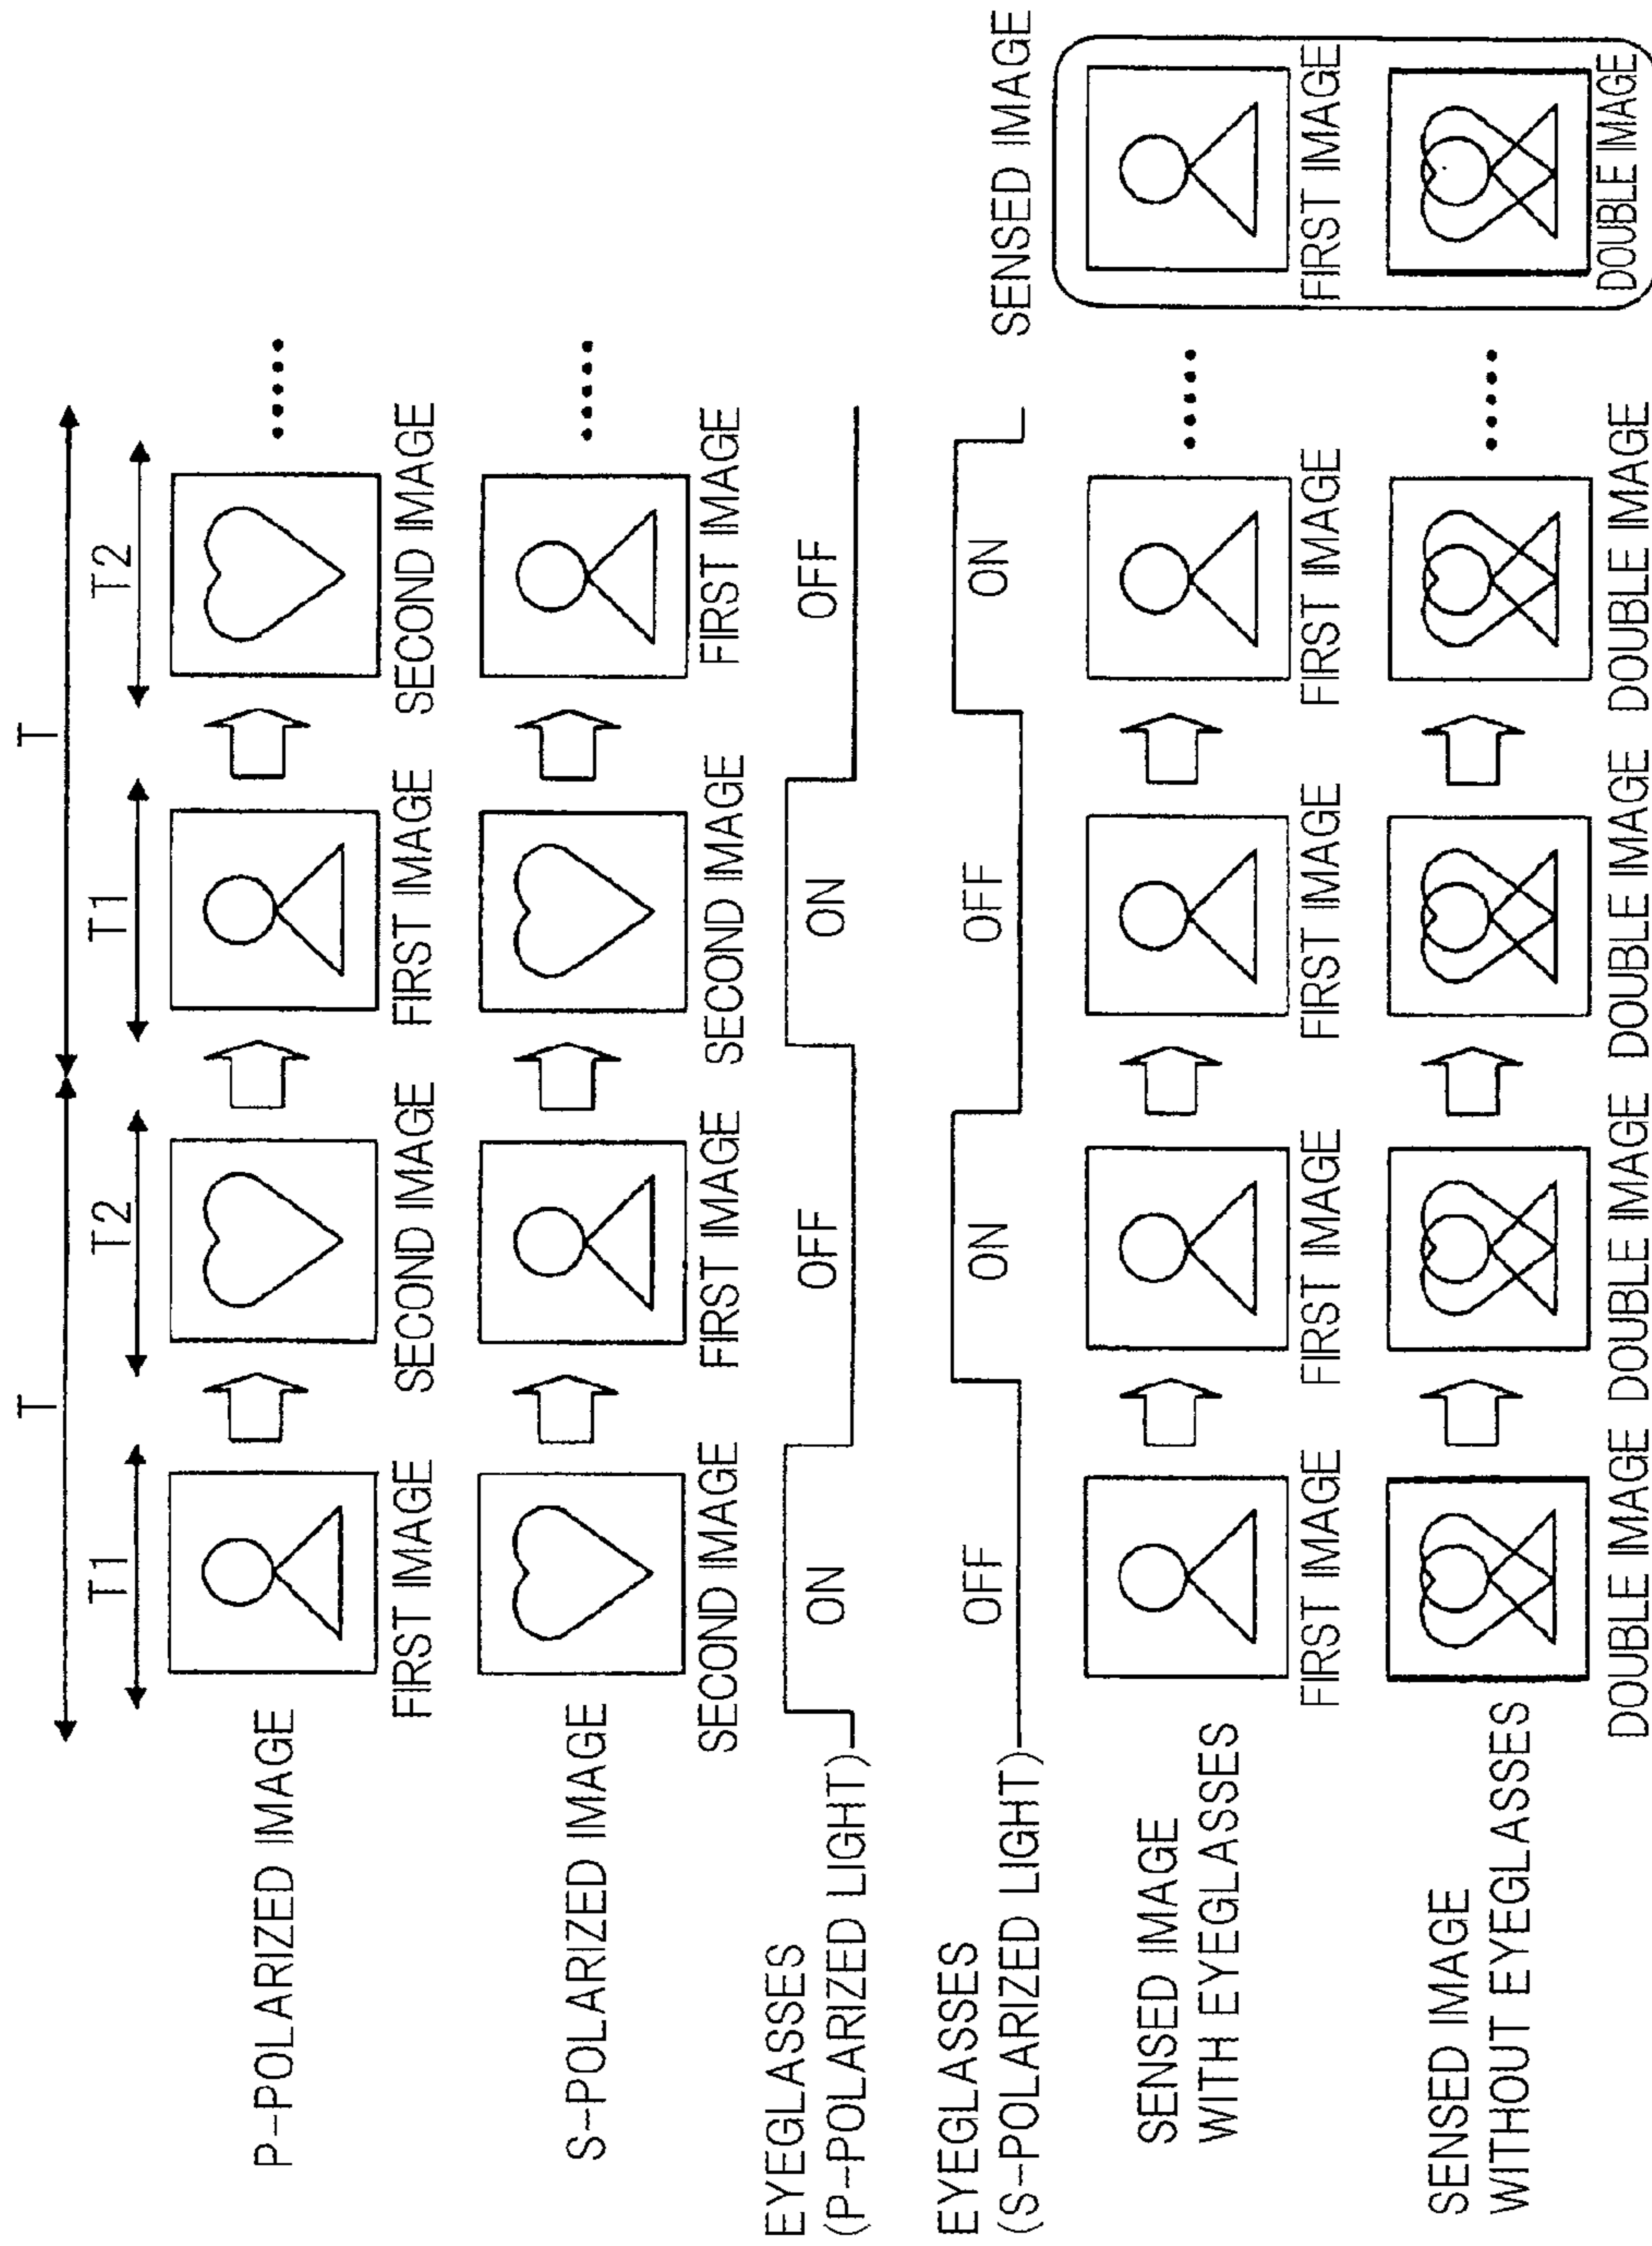 T T
T1 T2 T1 T2
P-POLARIZED IMAGE
FIRST IMAGE SECOND IMAGE FIRST IMAGE SECOND IMAGE
S-POLARIZED IMAGE
SECOND IMAGE FIRST IMAGE SECOND IMAGE FIRST IMAGE
EYEGLASSES
(P-POLARIZED LIGHT)
ON OFF ON OFF
EYEGLASSES
(S-POLARIZED LIGHT)
OFF ON OFF ON
SENSED IMAGE
SENSED IMAGE
WITH EYEGLASSES
FIRST IMAGE FIRST IMAGE FIRST IMAGE FIRST IMAGE FIRST IMAGE
SENSED IMAGE
WITHOUT EYEGLASSES
DOUBLE IMAGE DOUBLE IMAGE DOUBLE IMAGE DOUBLE IMAGE DOUBLE IMAGE